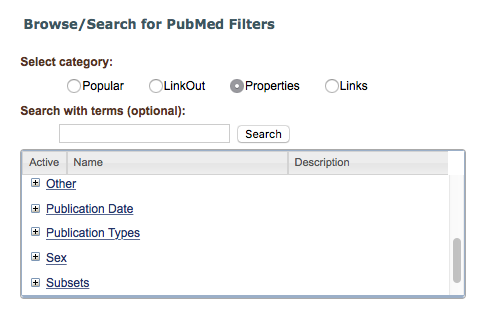 Browse/Search for PubMed Filters
Select category:
Popular LinkOut Properties Links
Search with terms (optional):
Search
Active Name Description
Other
Publication Date
Publication Types
Sex
Subsets